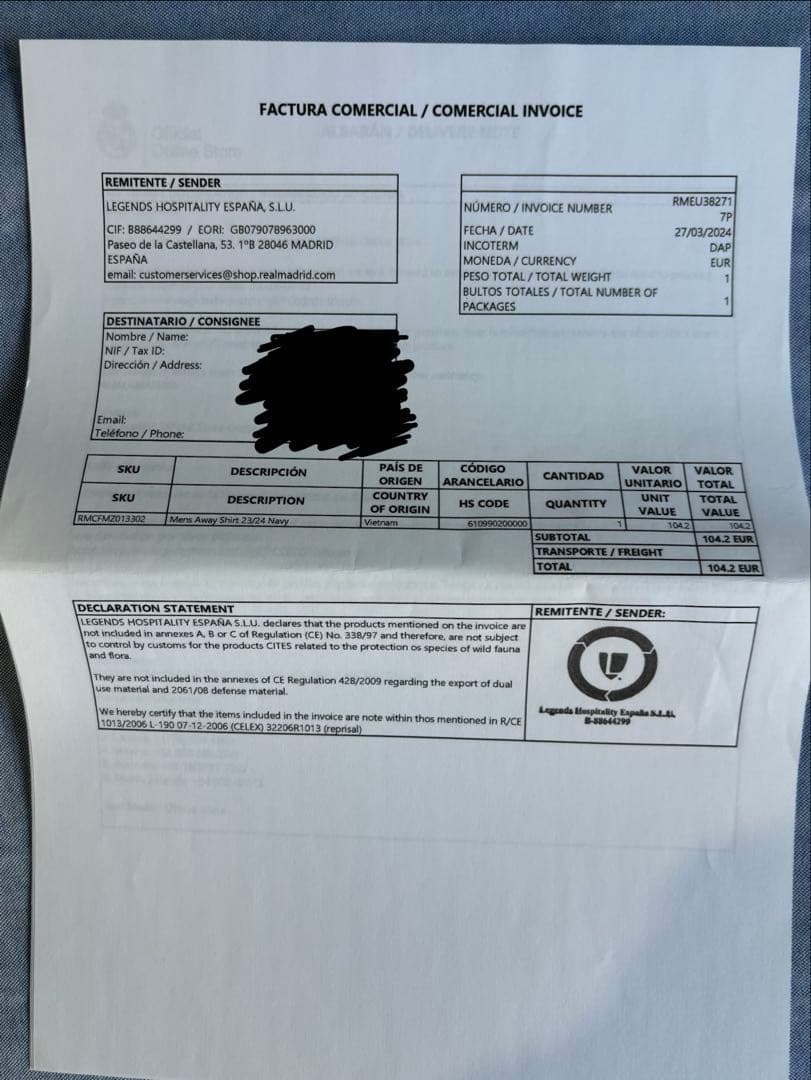 FACTURA COMERCIAL / COMERCIAL INVOICE
REMITENTE / SENDER
LEGENDS HOSPITALITY ESPAÑA, S.L.U.
CIF: B88644299 / EORI: GB079078963000
Paseo de la Castellana, 53. 1ºB 28046 MADRID
ESPAÑA
email: customerservices@shop.realmadrid.com
NÚMERO / INVOICE NUMBER RMEU38271
7P
FECHA / DATE 27/03/2024
INCOTERM DAP
MONEDA / CURRENCY EUR
PESO TOTAL / TOTAL WEIGHT 1
BULTOS TOTALES / TOTAL NUMBER OF
PACKAGES 1
DESTINATARIO / CONSIGNEE
Nombre / Name:
NIF / Tax ID:
Dirección / Address:
Email:
Teléfono / Phone:
SKU DESCRIPCIÓN PAÍS DE ORIGEN CÓDIGO ARANCELARIO CANTIDAD VALOR UNITARIO VALOR TOTAL
SKU DESCRIPTION COUNTRY OF ORIGIN HS CODE QUANTITY UNIT VALUE TOTAL VALUE
RMCFMZ013302 Mens Away Shirt 23/24 Navy Vietnam 610990200000 1 104.2 104.2
SUBTOTAL 104.2 EUR
TRANSPORTE / FREIGHT
TOTAL 104.2 EUR
DECLARATION STATEMENT
LEGENDS HOSPITALITY ESPAÑA S.L.U. declares that the products mentioned on the invoice are
not included in annexes A, B or C of Regulation (CE) No. 338/97 and therefore, are not subject
to control by customs for the products CITES related to the protection os species of wild fauna
and flora.
They are not included in the annexes of CE Regulation 428/2009 regarding the export of dual
use material and 2061/08 defense material.
We hereby certify that the items included in the invoice are note within thos mentioned in R/CE
1013/2006 L-190 07-12-2006 (CELEX) 32206R1013 (reprisal)
REMITENTE / SENDER:
Legends Hospitality España S.L.U.
B-88644299